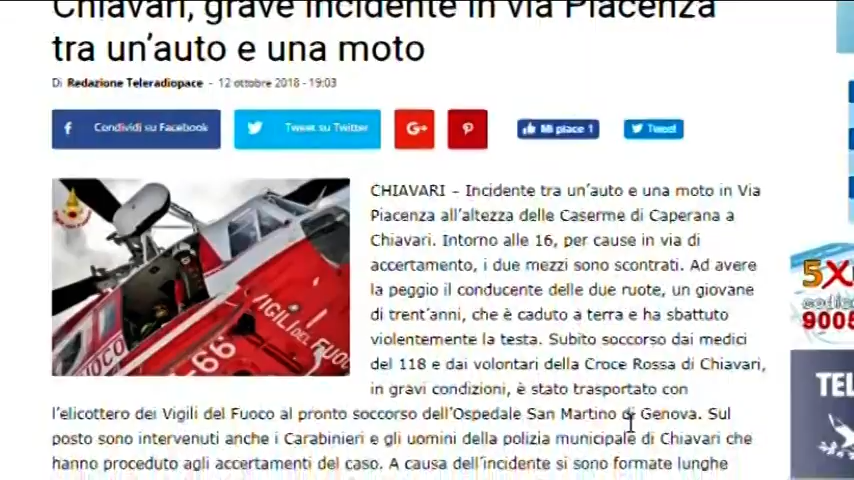 Chiavari, grave incidente in via Piacenza
tra un'auto e una moto
Di Redazione Teleradiopace - 12 ottobre 2018 - 19:03
Condividi su Facebook
Tweet su Twitter
G+
Mi piace 1
Tweet
CHIAVARI – Incidente tra un'auto e una moto in Via
Piacenza all'altezza delle Caserme di Caperana a
Chiavari. Intorno alle 16, per cause in via di
accertamento, i due mezzi sono scontrati. Ad avere
la peggio il conducente delle due ruote, un giovane
di trent'anni, che è caduto a terra e ha sbattuto
violentemente la testa. Subito soccorso dai medici
del 118 e dai volontari della Croce Rossa di Chiavari,
in gravi condizioni, è stato trasportato con
l'elicottero dei Vigili del Fuoco al pronto soccorso dell'Ospedale San Martino di Genova. Sul
posto sono intervenuti anche i Carabinieri e gli uomini della polizia municipale di Chiavari che
hanno proceduto agli accertamenti del caso. A causa dell'incidente si sono formate lunghe
VIGILI DEL FUOCO
UOCO
5X
9005
TEL